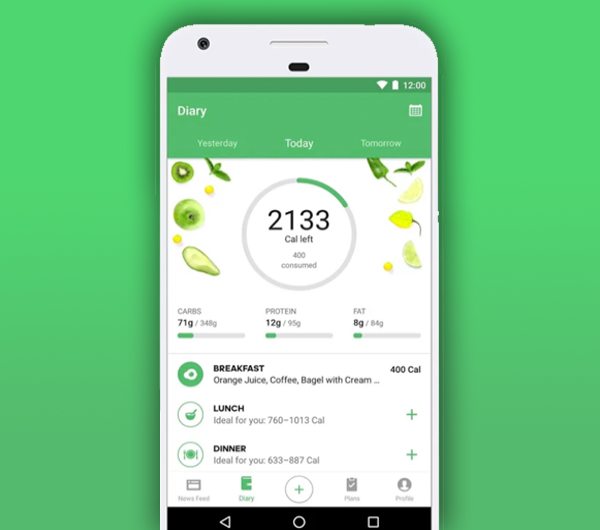 12:00
Diary
Yesterday Today Tomorrow
2133
Cal left
400
consumed
CARBS PROTEIN FAT
71g / 348g 12g / 95g 8g / 84g
BREAKFAST 400 Cal
Orange Juice, Coffee, Bagel with Cream ...
LUNCH
Ideal for you: 760–1013 Cal
DINNER
Ideal for you: 633–887 Cal
News Feed Diary Plans Profile